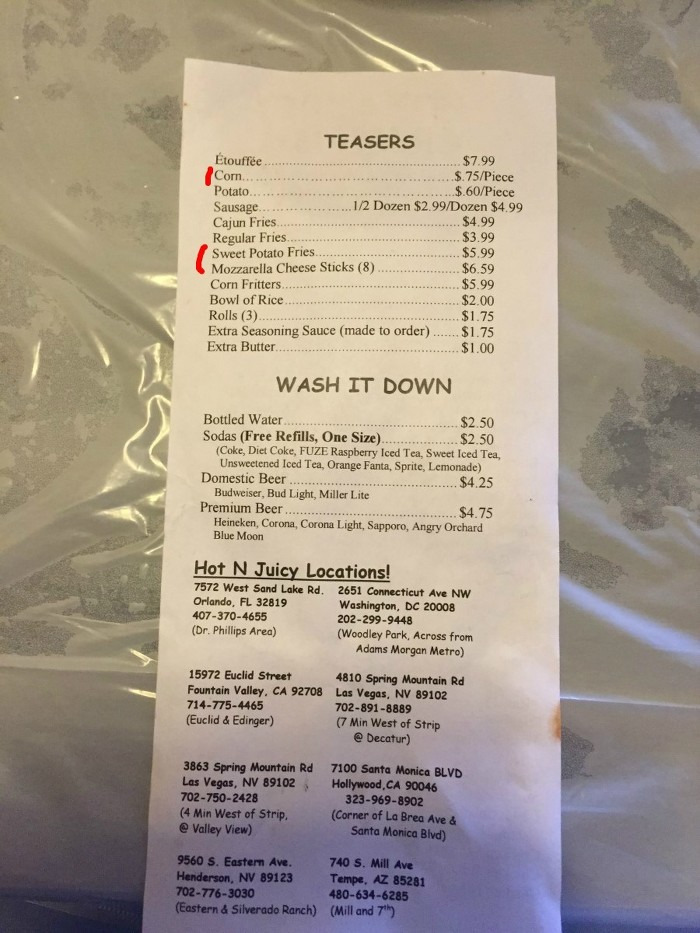 TEASERS
Étouffée.................................................. $7.99
Corn.................................................. $.75/Piece
Potato.................................................. $.60/Piece
Sausage.....................1/2 Dozen $2.99/Dozen $4.99
Cajun Fries.................................................. $4.99
Regular Fries.................................................. $3.99
Sweet Potato Fries........................................ $5.99
Mozzarella Cheese Sticks (8) ...................... $6.59
Corn Fritters.................................................. $5.99
Bowl of Rice.................................................. $2.00
Rolls (3).................................................. $1.75
Extra Seasoning Sauce (made to order) ....... $1.75
Extra Butter.................................................. $1.00
WASH IT DOWN
Bottled Water.................................................. $2.50
Sodas (Free Refills, One Size)...................... $2.50
(Coke, Diet Coke, FUZE Raspberry Iced Tea, Sweet Iced Tea,
Unsweetened Iced Tea, Orange Fanta, Sprite, Lemonade)
Domestic Beer .................................................. $4.25
Budweiser, Bud Light, Miller Lite
Premium Beer .................................................. $4.75
Heineken, Corona, Corona Light, Sapporo, Angry Orchard
Blue Moon
Hot N Juicy Locations!
7572 West Sand Lake Rd.
Orlando, FL 32819
407-370-4655
(Dr. Phillips Area)
2651 Connecticut Ave NW
Washington, DC 20008
202-299-9448
(Woodley Park, Across from
Adams Morgan Metro)
15972 Euclid Street
Fountain Valley, CA 92708
714-775-4465
(Euclid & Edinger)
4810 Spring Mountain Rd
Las Vegas, NV 89102
702-891-8889
(7 Min West of Strip
@ Decatur)
3863 Spring Mountain Rd
Las Vegas, NV 89102
702-750-2428
(4 Min West of Strip,
@ Valley View)
7100 Santa Monica BLVD
Hollywood,CA 90046
323-969-8902
(Corner of La Brea Ave &
Santa Monica Blvd)
9560 S. Eastern Ave.
Henderson, NV 89123
702-776-3030
(Eastern & Silverado Ranch)
740 S. Mill Ave
Tempe, AZ 85281
480-634-6285
(Mill and 7th)